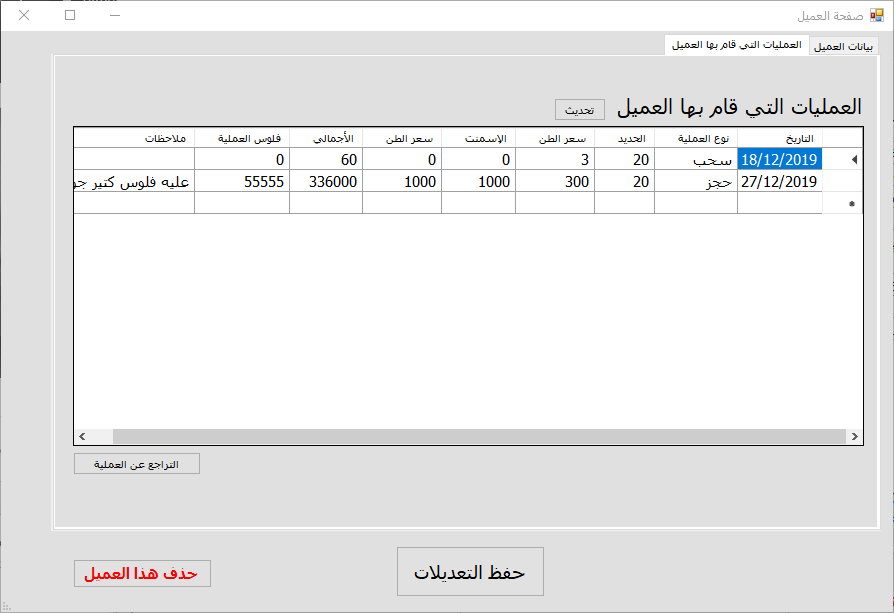 صفحة العميل
بيانات العميل العمليات التي قام بها العميل
العمليات التي قام بها العميل تحديث
التاريخ نوع العملية الحديد سعر الطن الإسمنت سعر الطن الأجمالي فلوس العملية ملاحظات
18/12/2019 سحب 20 3 0 0 60 0
27/12/2019 حجز 20 300 1000 1000 336000 55555 عليه فلوس كتير
التراجع عن العملية
حفظ التعديلات
حذف هذا العميل